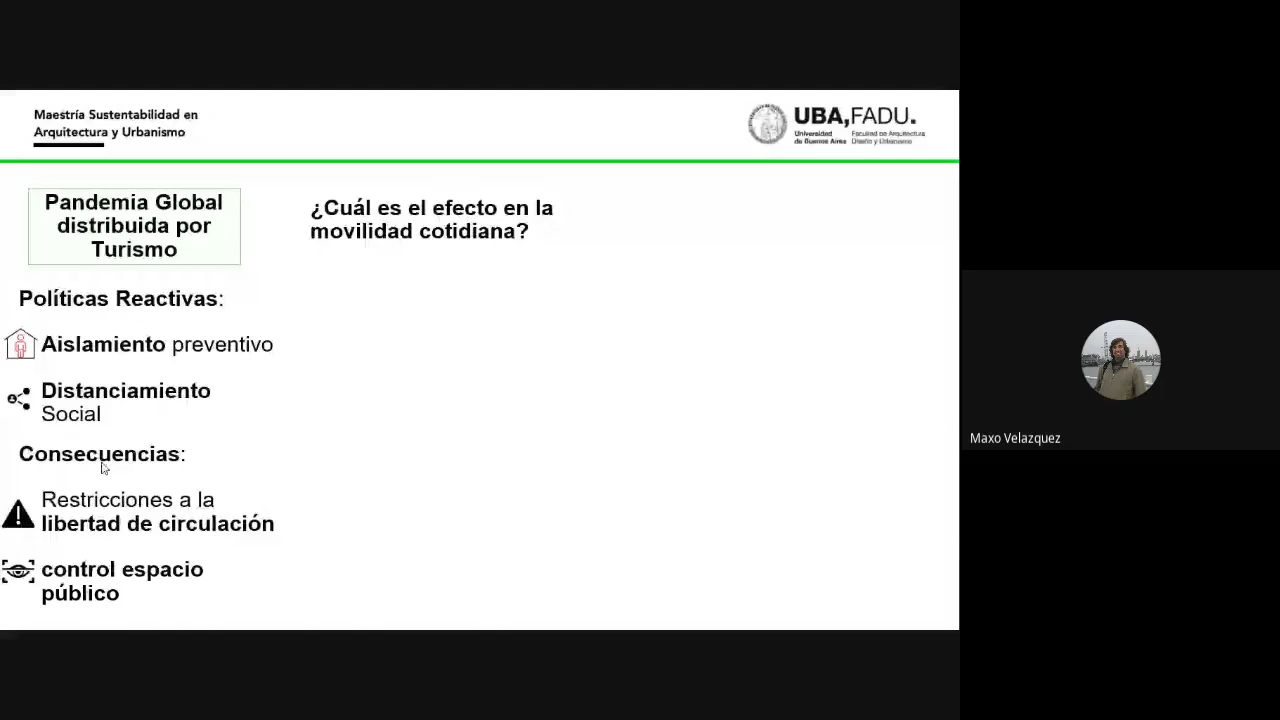 Maestría Sustentabilidad en
Arquitectura y Urbanismo
UBA,FADU.
Universidad
de Buenos Aires
Facultad de Arquitectura
Diseño y Urbanismo
Pandemia Global
distribuida por
Turismo
¿Cuál es el efecto en la
movilidad cotidiana?
Políticas Reactivas:
Aislamiento preventivo
Distanciamiento
Social
Consecuencias:
Restricciones a la
libertad de circulación
control espacio
público
Maxo Velazquez